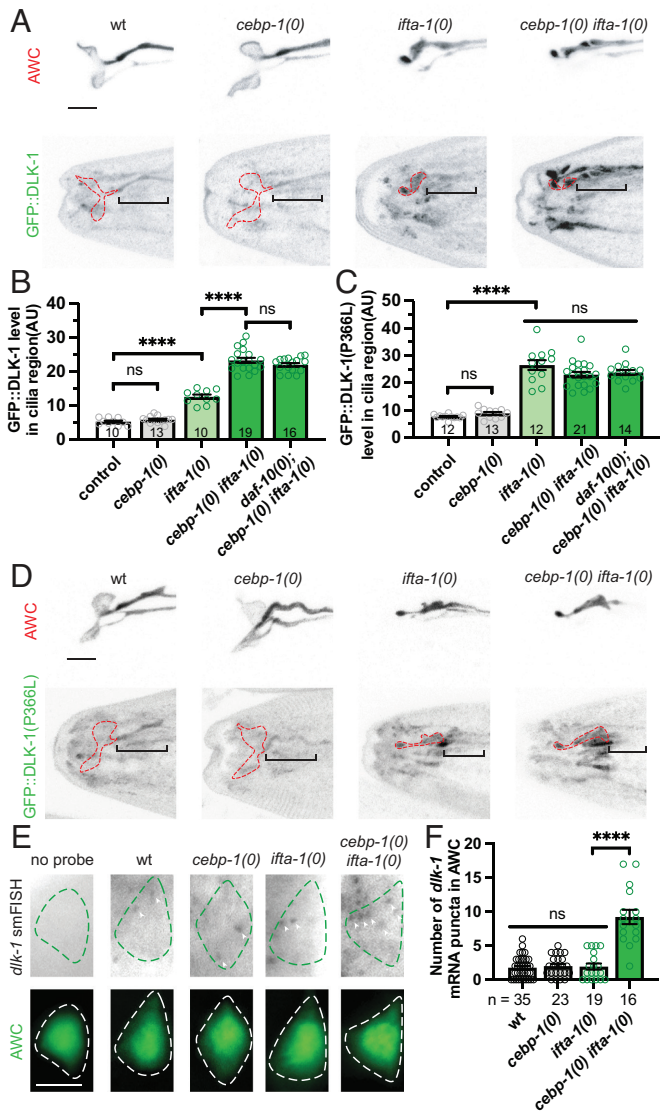 A
wt
cebp-1(0)
ifta-1(0)
cebp-1(0) ifta-1(0)
AWC
GFP::DLK-1
B
GFP::DLK-1 level
in cilia region(AU)
40
30
20
10
0
ns
****
****
ns
10
13
10
19
16
control
cebp-1(0)
ifta-1(0)
cebp-1(0) ifta-1(0)
daf-10(0);
cebp-1(0) ifta-1(0)
C
GFP::DLK-1(P366L)
level in cilia region(AU)
50
40
30
20
10
0
ns
****
ns
12
13
12
21
14
control
cebp-1(0)
ifta-1(0)
cebp-1(0) ifta-1(0)
daf-10(0);
cebp-1(0) ifta-1(0)
D
wt
cebp-1(0)
ifta-1(0)
cebp-1(0) ifta-1(0)
AWC
GFP::DLK-1(P366L)
E
no probe
wt
cebp-1(0)
ifta-1(0)
cebp-1(0)
ifta-1(0)
dlk-1 smFISH
AWC
F
Number of dlk-1
mRNA puncta in AWC
20
15
10
5
0
ns
****
n = 35
23
19
16
wt
cebp-1(0)
ifta-1(0)
cebp-1(0) ifta-1(0)